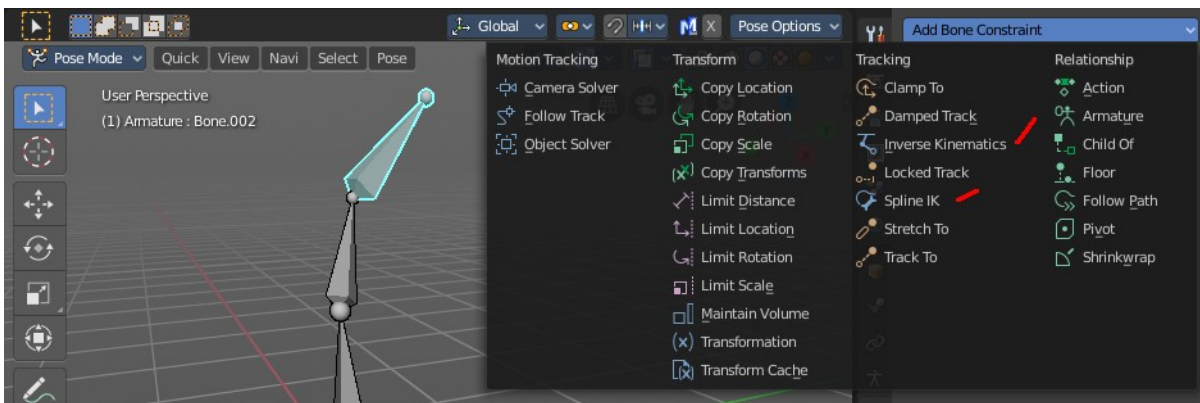 Global
X
Pose Options
Add Bone Constraint
Pose Mode
Quick
View
Navi
Select
Pose
User Perspective
(1) Armature : Bone.002
Motion Tracking
Camera Solver
Follow Track
Object Solver
Transform
Copy Location
Copy Rotation
Copy Scale
Copy Transforms
Limit Distance
Limit Location
Limit Rotation
Limit Scale
Maintain Volume
Transformation
Transform Cache
Tracking
Clamp To
Damped Track
Inverse Kinematics
Locked Track
Spline IK
Stretch To
Track To
Relationship
Action
Armature
Child Of
Floor
Follow Path
Pivot
Shrinkwrap